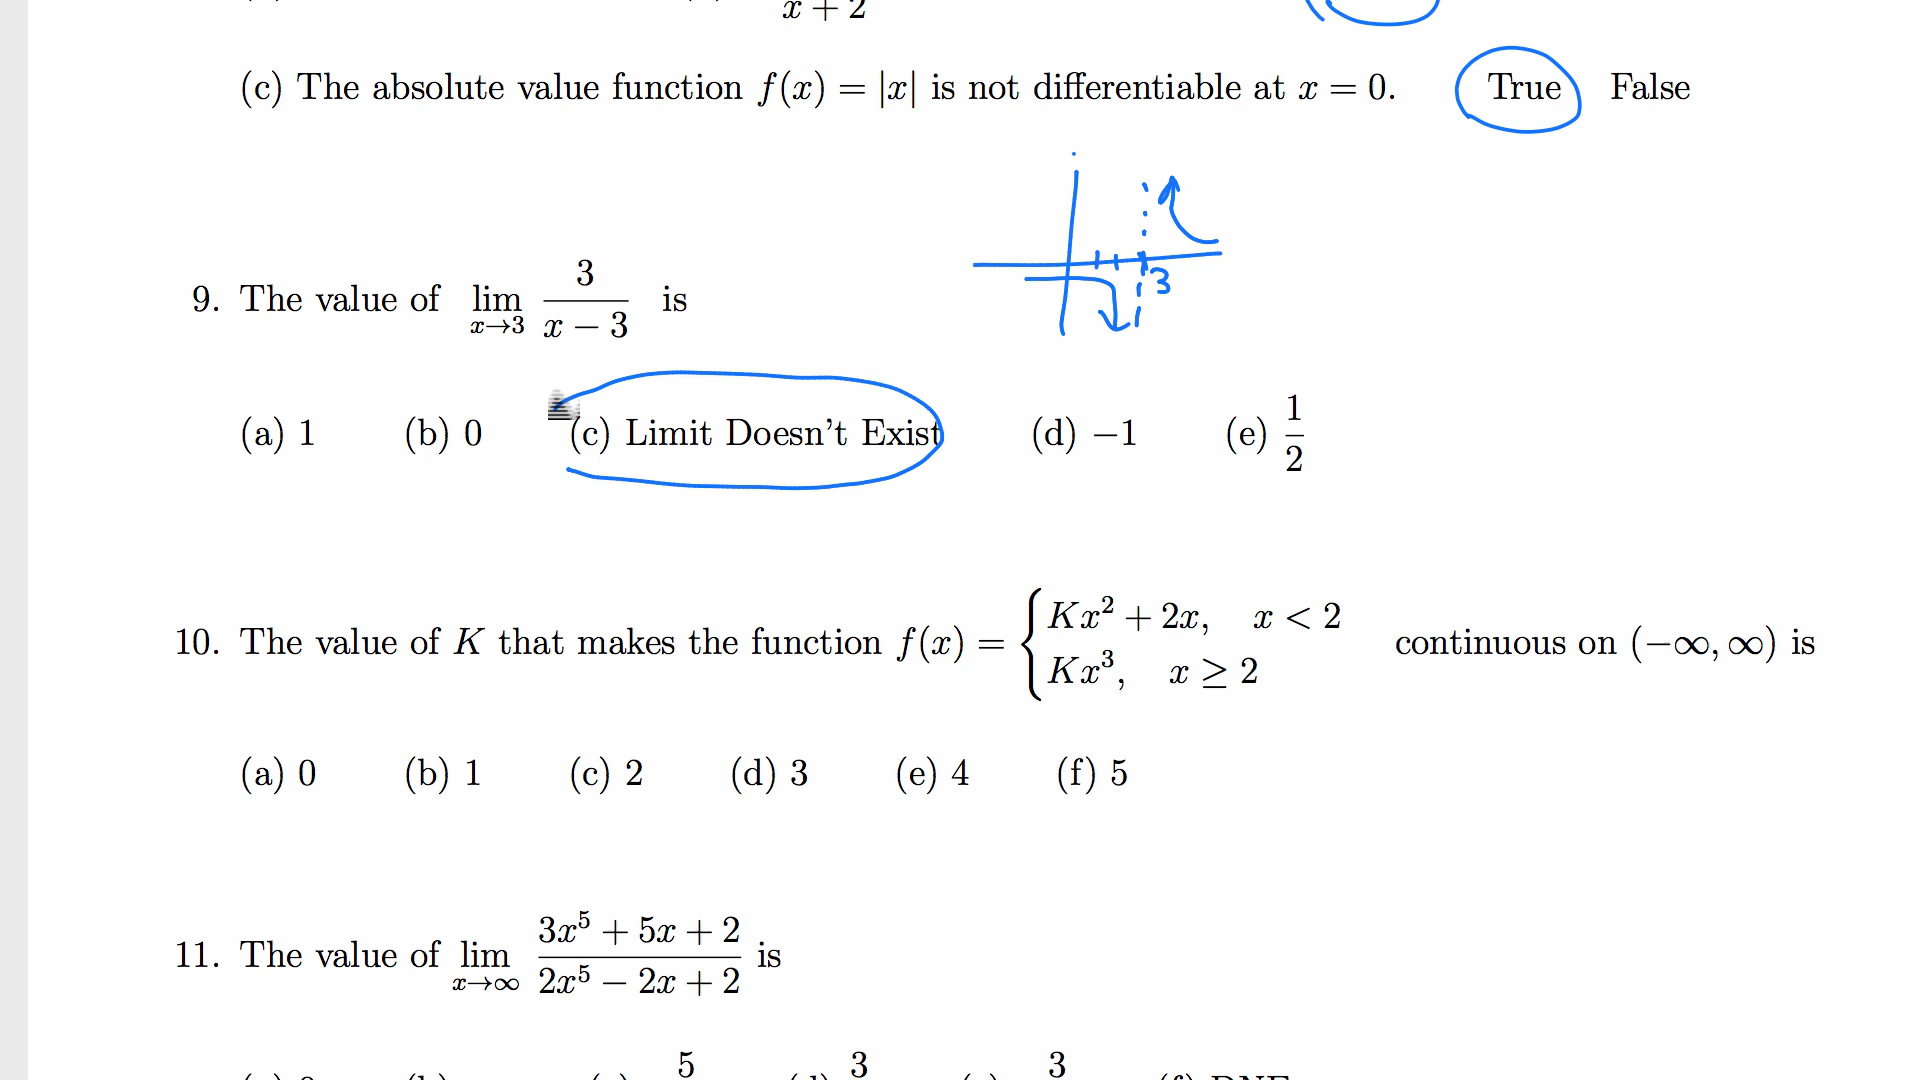 x + 2
(c) The absolute value function f(x) = |x| is not differentiable at x = 0. True False
3
9. The value of lim x→3 3/(x − 3) is
(a) 1 (b) 0 (c) Limit Doesn't Exist (d) −1 (e) 1/2
10. The value of K that makes the function f(x) = { Kx² + 2x, x < 2
Kx³, x ≥ 2 continuous on (−∞, ∞) is
(a) 0 (b) 1 (c) 2 (d) 3 (e) 4 (f) 5
11. The value of lim x→∞ (3x⁵ + 5x + 2)/(2x⁵ − 2x + 2) is
5 3 3